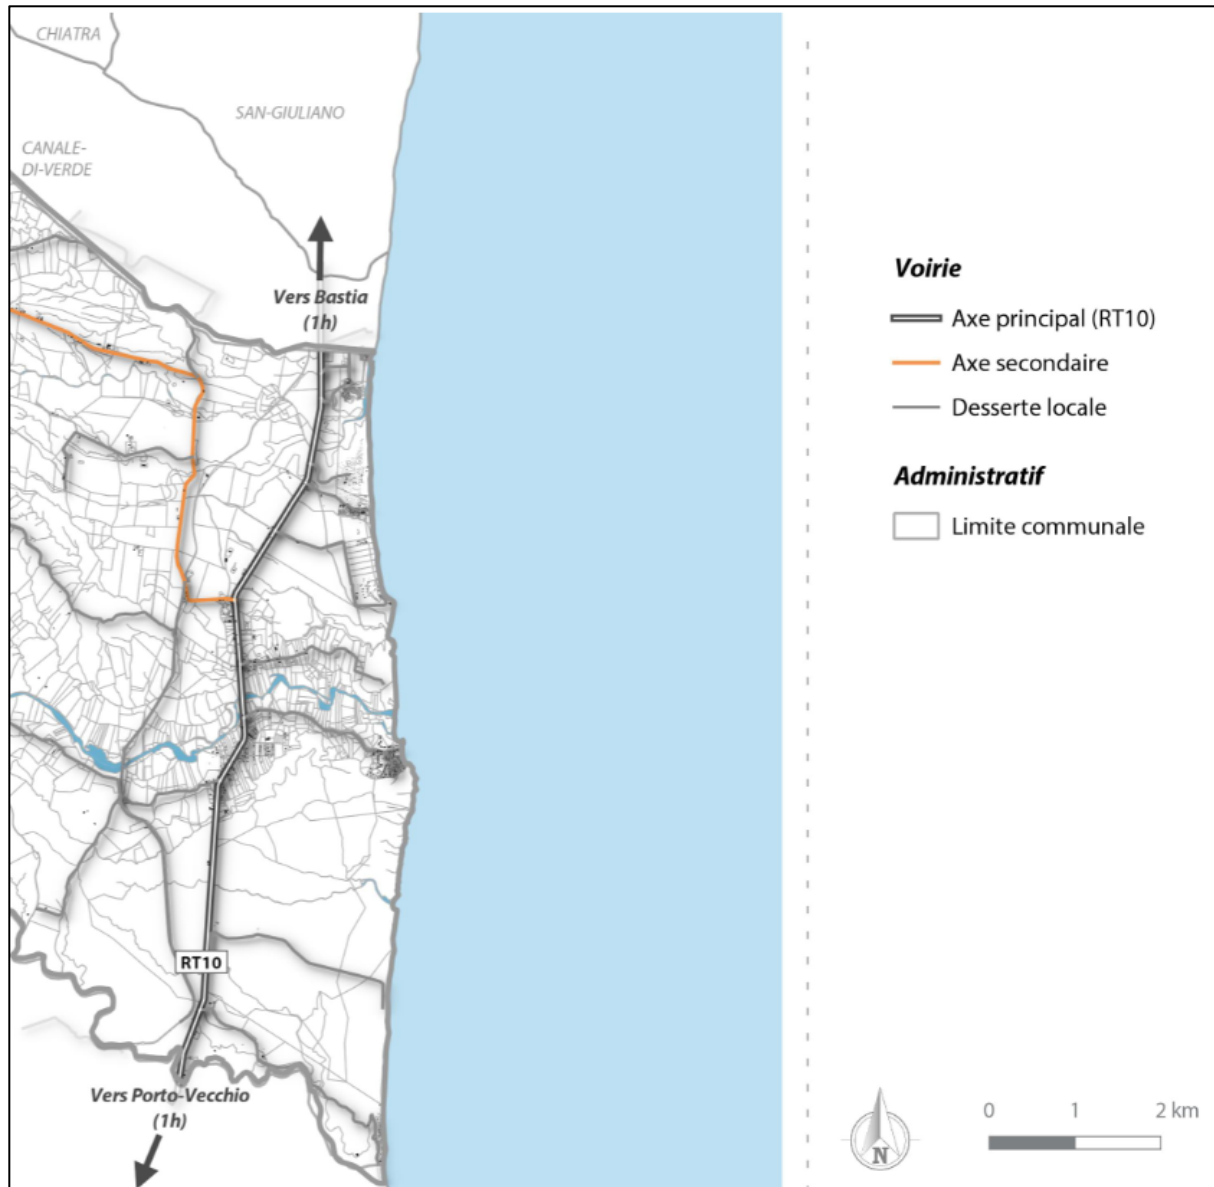 CHIATRA
SAN-GIULIANO
CANALE-
DI-VERDE
Vers Bastia
(1h)
RT10
Vers Porto-Vecchio
(1h)
Voirie
Axe principal (RT10)
Axe secondaire
Desserte locale
Administratif
Limite communale
N
0 1 2 km